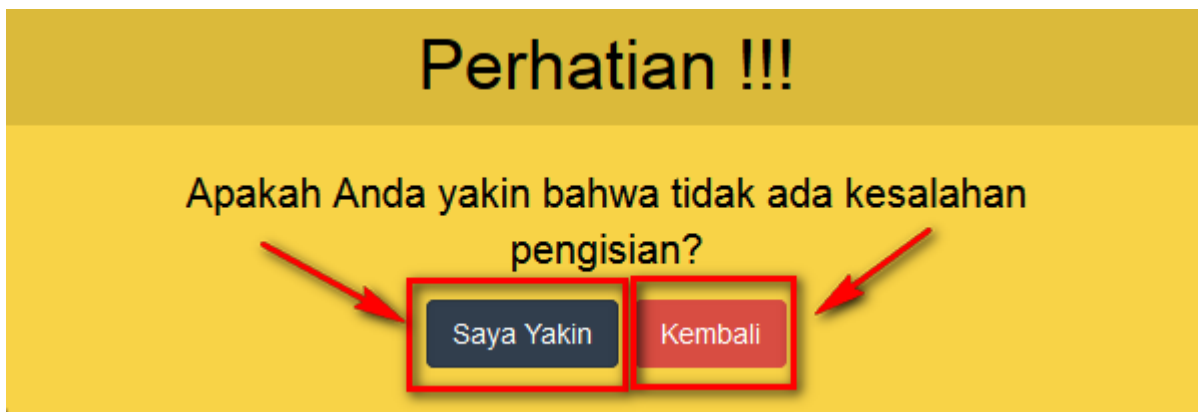 Perhatian !!!
Apakah Anda yakin bahwa tidak ada kesalahan
pengisian?
Saya Yakin Kembali